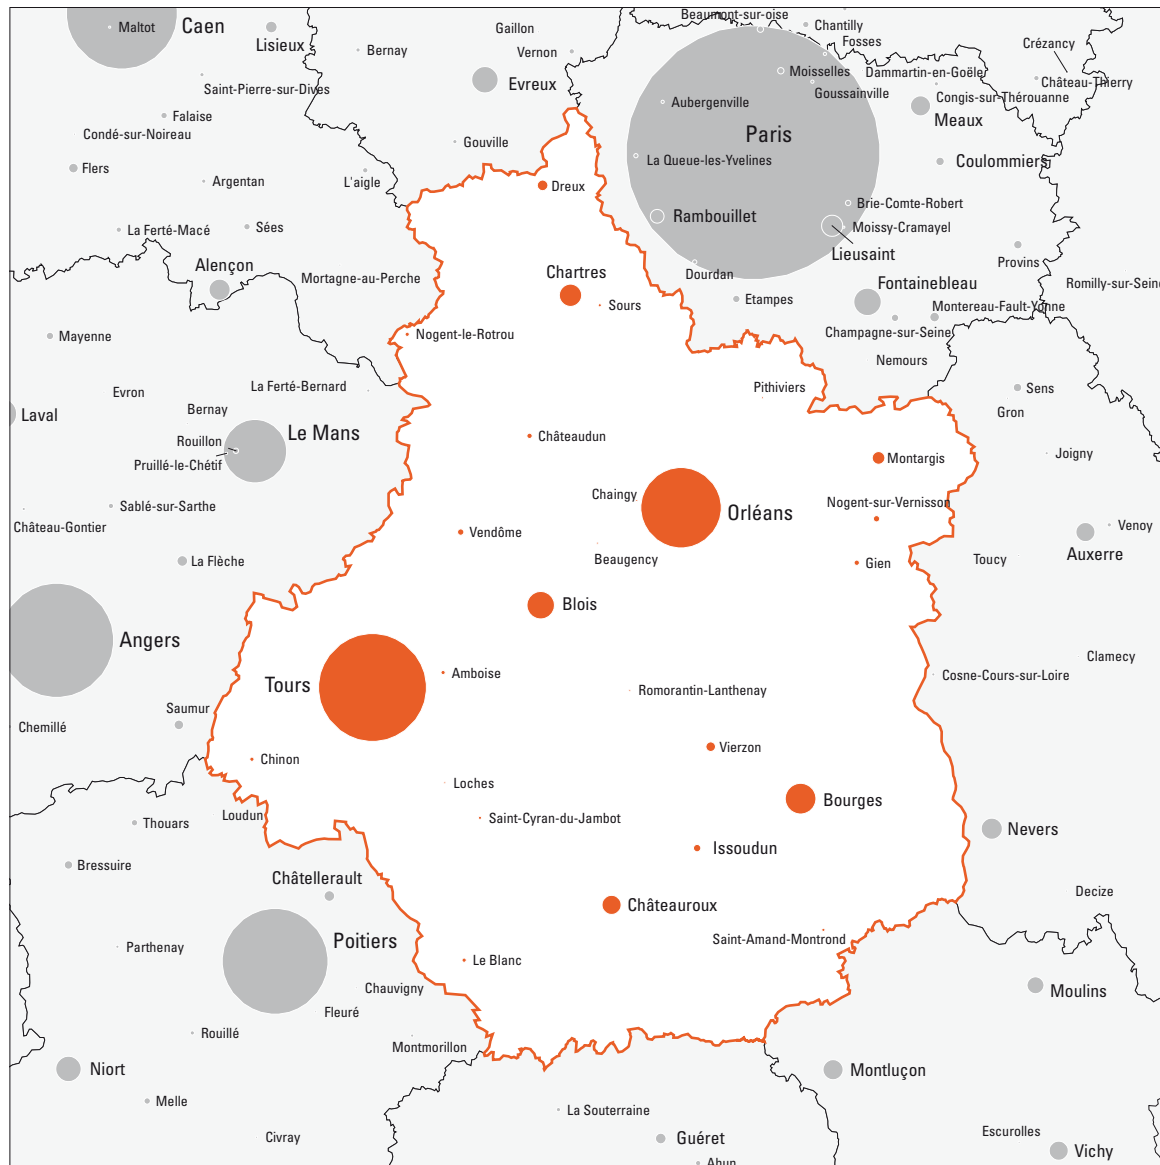 Beaumont-sur-oise
Maltot
Caen
Lisieux
Bernay
Gaillon
Vernon
Chantilly
Fosses
Crézancy
Evreux
Moisselles
Dammartin-en-Goële
Château-Thierry
Saint-Pierre-sur-Dives
Goussainville
Congis-sur-Thérouanne
Aubergenville
Falaise
Meaux
Condé-sur-Noireau
Paris
Gouville
Flers
La Queue-les-Yvelines
Coulommiers
Argentan
L'aigle
Dreux
Brie-Comte-Robert
La Ferté-Macé
Sées
Rambouillet
Moissy-Cramayel
Lieusaint
Alençon
Mortagne-au-Perche
Chartres
Dourdan
Provins
Fontainebleau
Romilly-sur-Seine
Etampes
Sours
Montereau-Fault-Yonne
Mayenne
Nogent-le-Rotrou
Champagne-sur-Seine
Nemours
Evron
La Ferté-Bernard
Pithiviers
Sens
Laval
Bernay
Gron
Le Mans
Rouillon
Châteaudun
Pruillé-le-Chétif
Montargis
Joigny
Chaingy
Orléans
Nogent-sur-Vernisson
Sablé-sur-Sarthe
Château-Gontier
Vendôme
Venoy
Auxerre
La Flèche
Beaugency
Gien
Toucy
Blois
Angers
Clamecy
Tours
Amboise
Romorantin-Lanthenay
Cosne-Cours-sur-Loire
Saumur
Chemillé
Vierzon
Chinon
Loches
Bourges
Loudun
Saint-Cyran-du-Jambot
Thouars
Nevers
Issoudun
Bressuire
Châtellerault
Châteauroux
Decize
Poitiers
Saint-Amand-Montrond
Parthenay
Le Blanc
Chauvigny
Moulins
Fleuré
Rouillé
Montmorillon
Niort
Montluçon
Melle
La Souterraine
Civray
Guéret
Escurolles
Vichy
Ahun